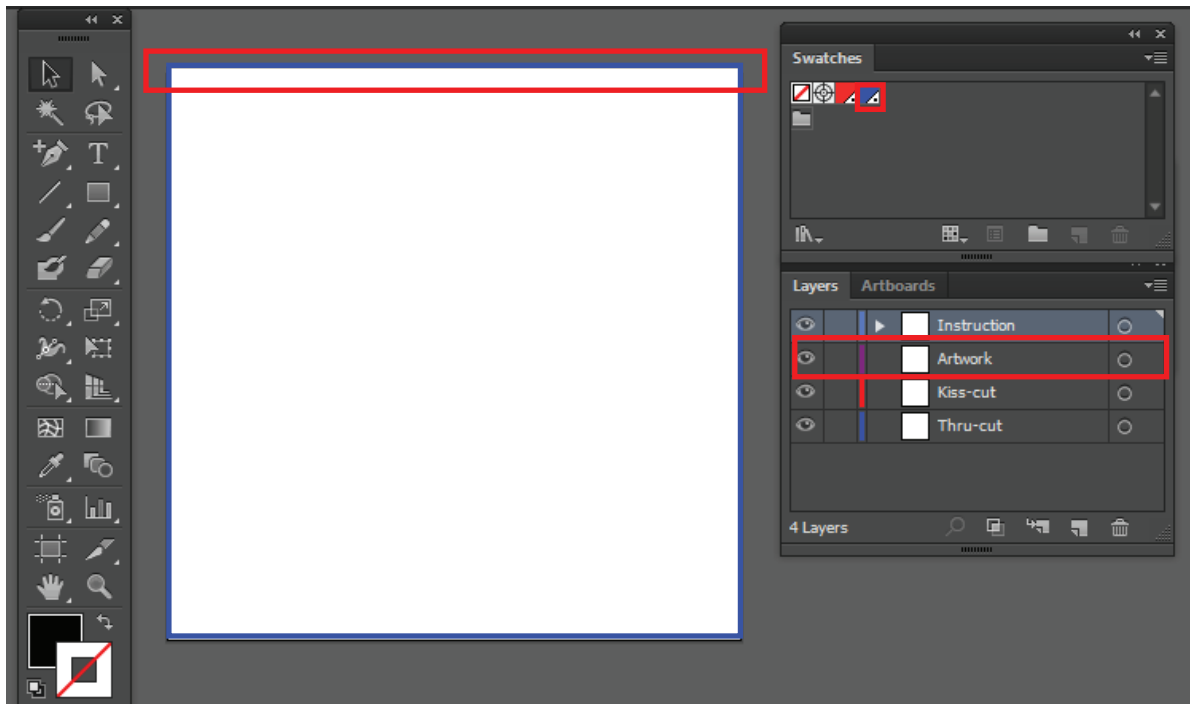 Swatches
T
Layers Artboards
Instruction
Artwork
Kiss-cut
Thru-cut
4 Layers